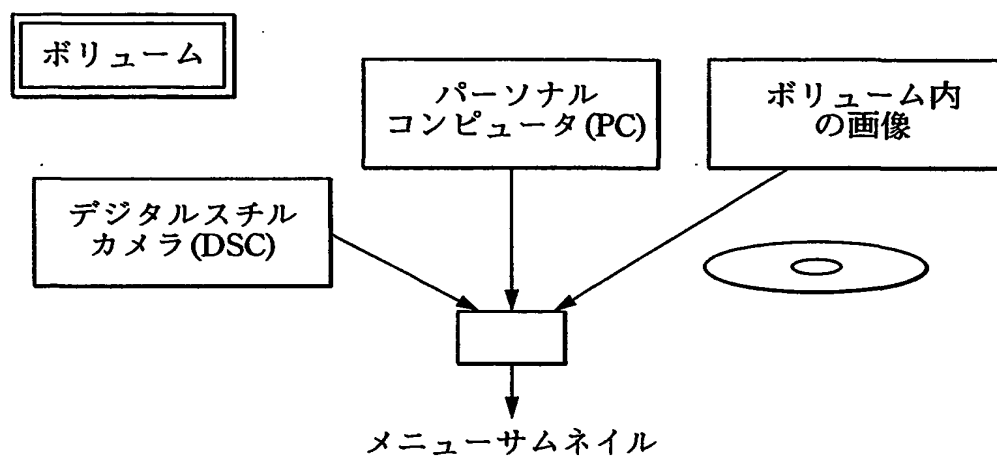 ボリューム
パーソナル
コンピュータ(PC)
ボリューム内
の画像
デジタルスチル
カメラ(DSC)
メニューサムネイル